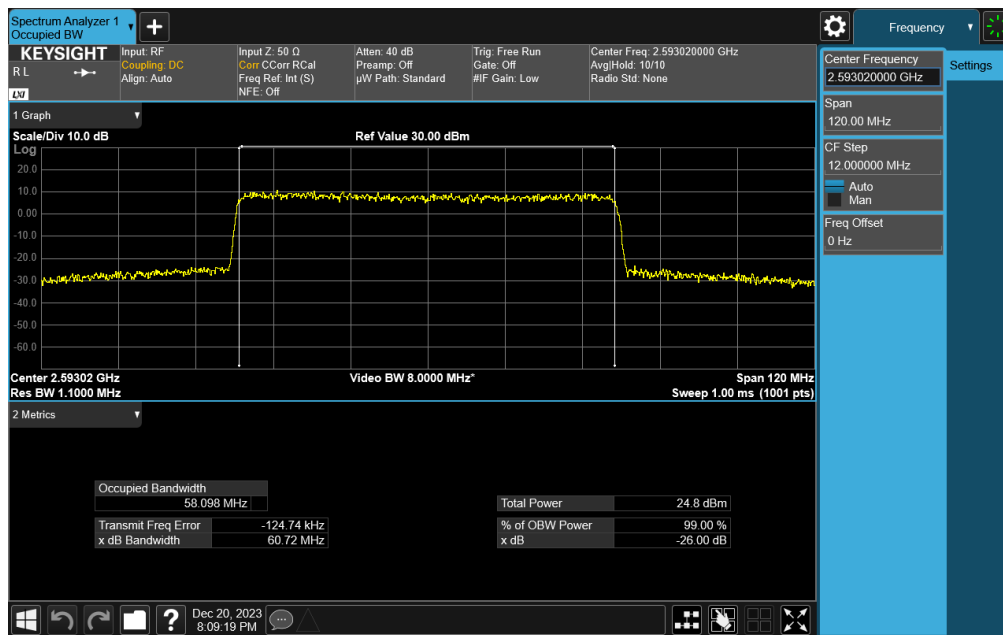 Spectrum Analyzer 1
Occupied BW
Frequency
KEYSIGHT
R L
LXI
Input: RF
Coupling: DC
Align: Auto
Input Z: 50 Ω
Corr CCorr RCal
Freq Ref: Int (S)
NFE: Off
Atten: 40 dB
Preamp: Off
µW Path: Standard
Trig: Free Run
Gate: Off
#IF Gain: Low
Center Freq: 2.593020000 GHz
Avg|Hold: 10/10
Radio Std: None
Center Frequency
2.593020000 GHz
Settings
Span
120.00 MHz
CF Step
12.000000 MHz
Auto
Man
Freq Offset
0 Hz
1 Graph
Scale/Div 10.0 dB
Ref Value 30.00 dBm
Log
20.0
10.0
0.00
-10.0
-20.0
-30.0
-40.0
-50.0
-60.0
Center 2.59302 GHz
Video BW 8.0000 MHz*
Span 120 MHz
Res BW 1.1000 MHz
Sweep 1.00 ms (1001 pts)
2 Metrics
Occupied Bandwidth
58.098 MHz
Total Power 24.8 dBm
Transmit Freq Error -124.74 kHz
% of OBW Power 99.00 %
x dB Bandwidth 60.72 MHz
x dB -26.00 dB
?
Dec 20, 2023
8:09:19 PM